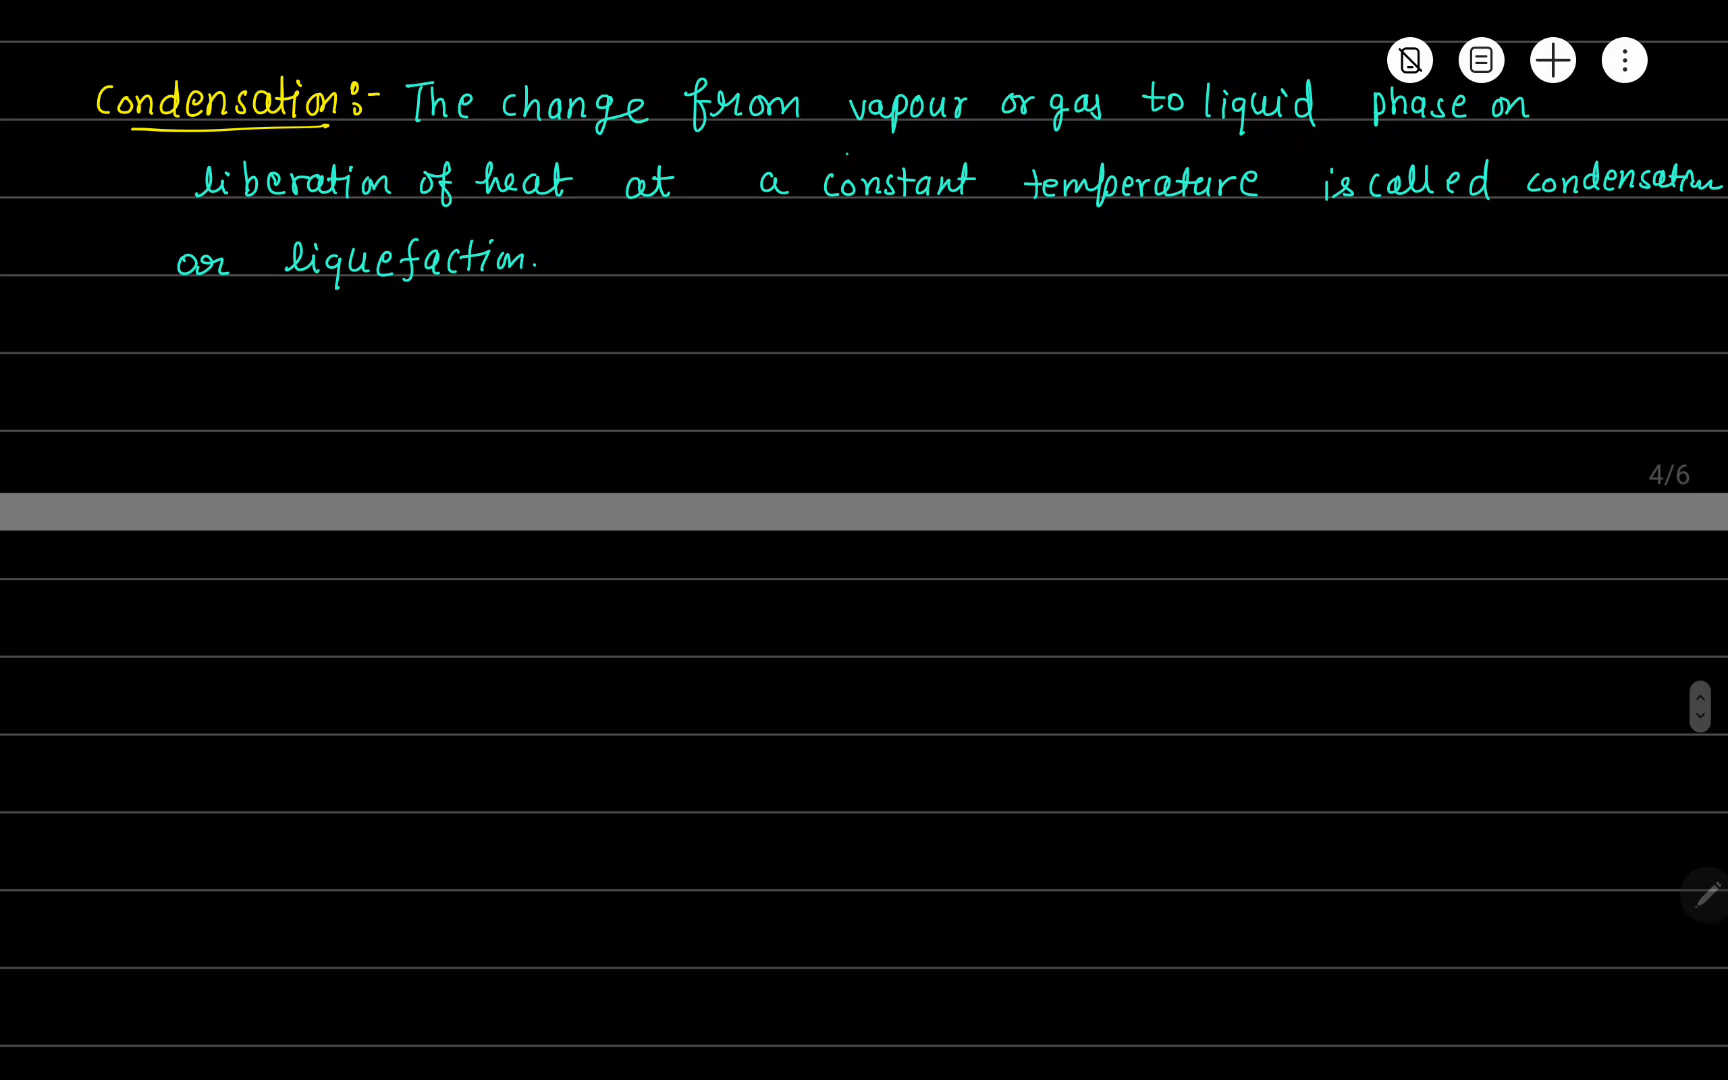 Condensation:- The change from vapour or gas to liquid phase on
liberation of heat at a constant temperature is called condensation
or liquefaction.
4/6